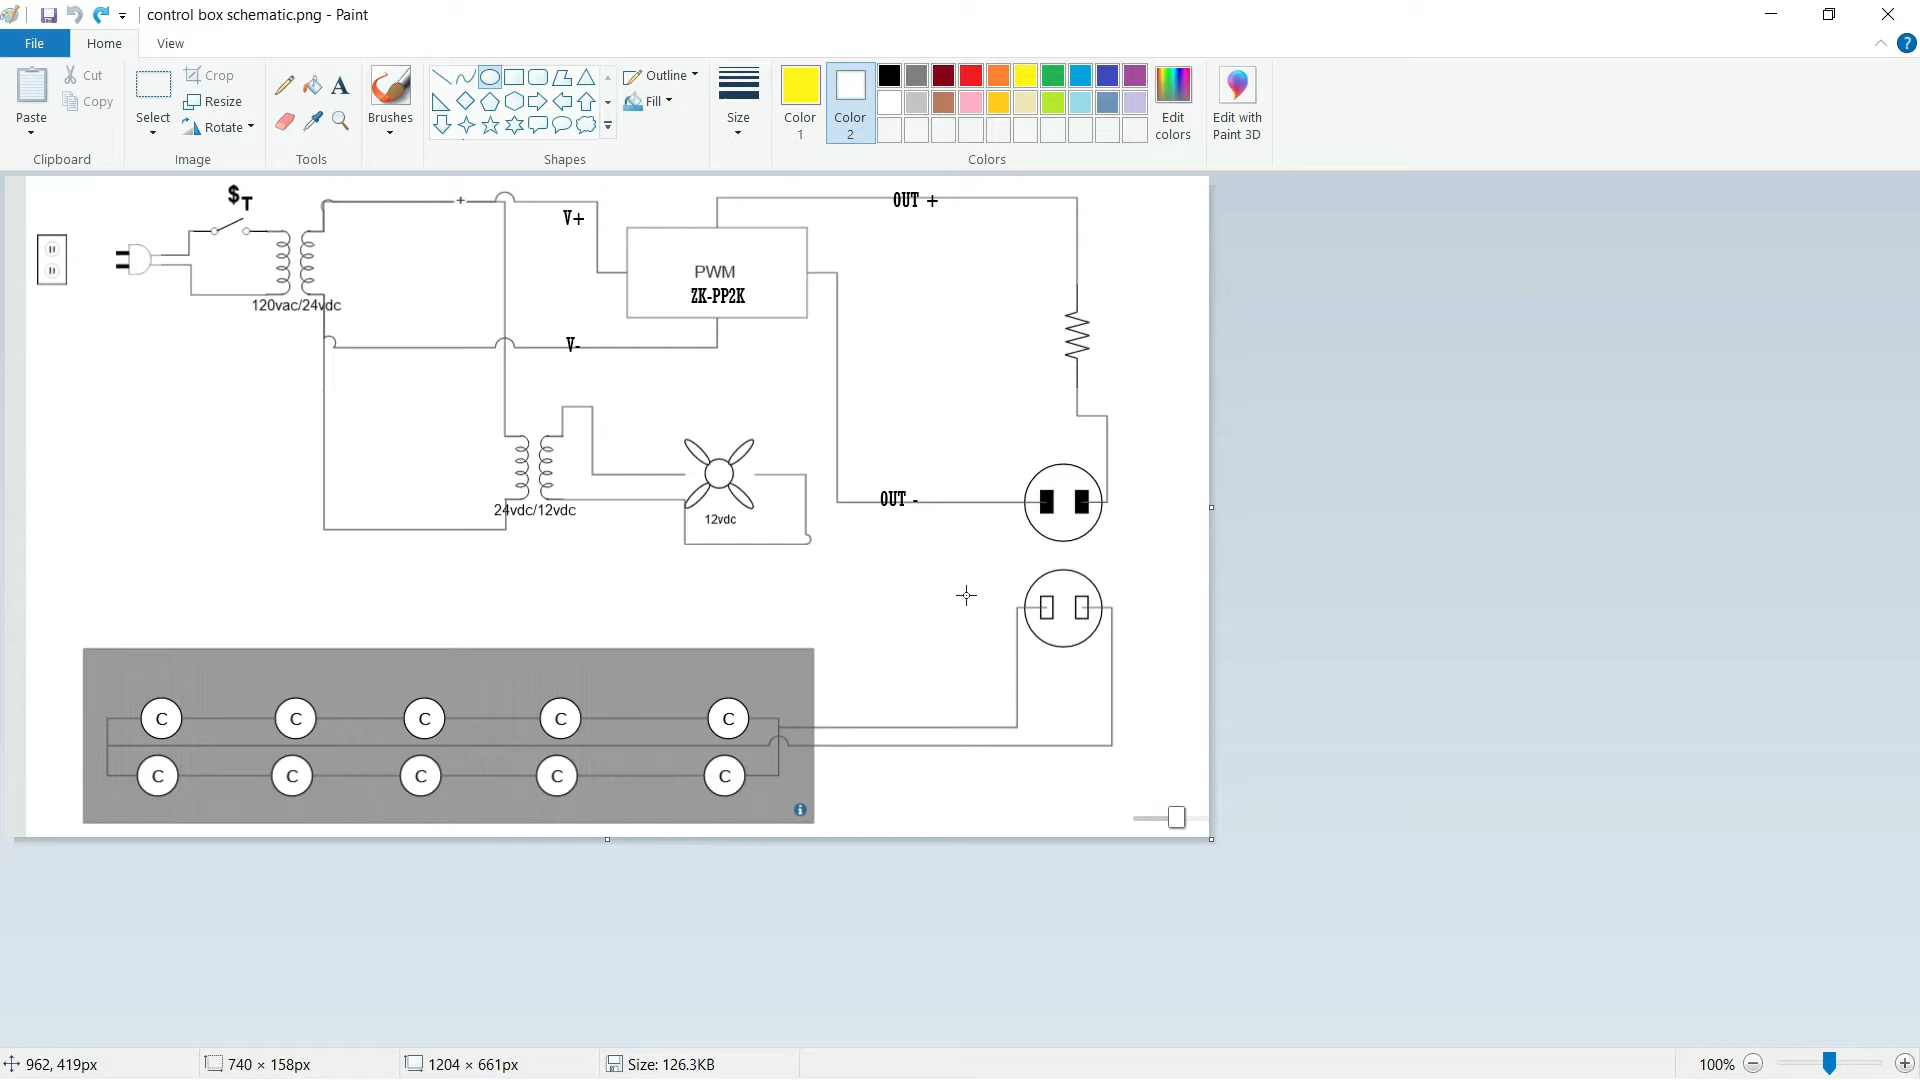 control box schematic.png - Paint
File
Home
View
Paste
Cut
Copy
Clipboard
Select
Crop
Resize
Rotate
Image
A
Tools
Brushes
Shapes
Outline
Fill
Size
Color 1
Color 2
Edit colors
Edit with Paint 3D
Colors
?
$T
+
V+
OUT +
PWM
ZK-PP2K
120vac/24vdc
V-
24vdc/12vdc
12vdc
OUT -
C C C C C
C C C C C
i
962, 419px
740 × 158px
1204 × 661px
Size: 126.3KB
100%